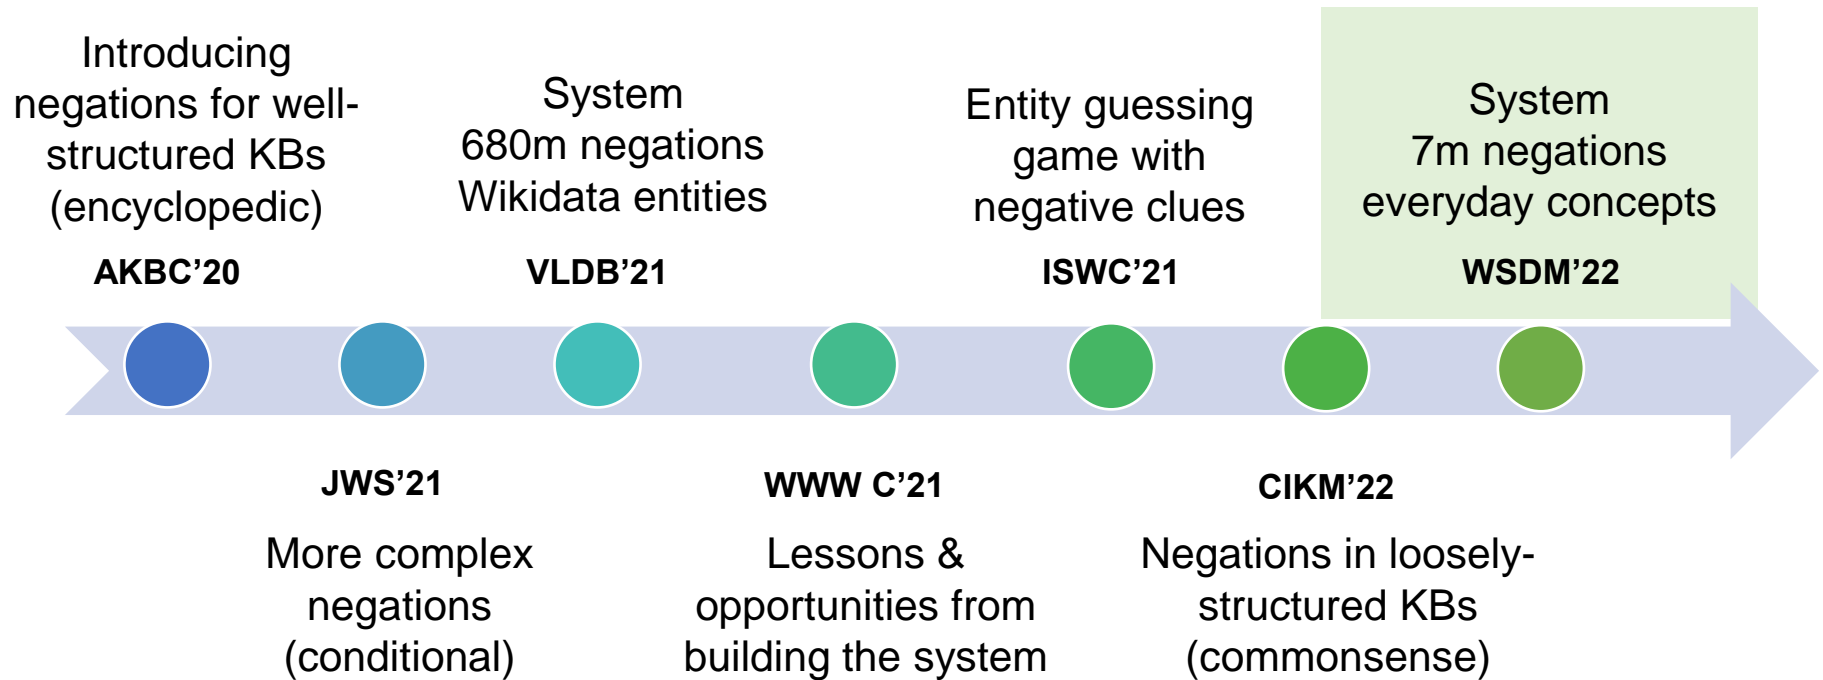 Introducing
negations for well-
structured KBs
(encyclopedic)
AKBC’20
System
680m negations
Wikidata entities
VLDB’21
Entity guessing
game with
negative clues
ISWC’21
System
7m negations
everyday concepts
WSDM’22
JWS’21
More complex
negations
(conditional)
WWW C’21
Lessons &
opportunities from
building the system
CIKM’22
Negations in loosely-
structured KBs
(commonsense)